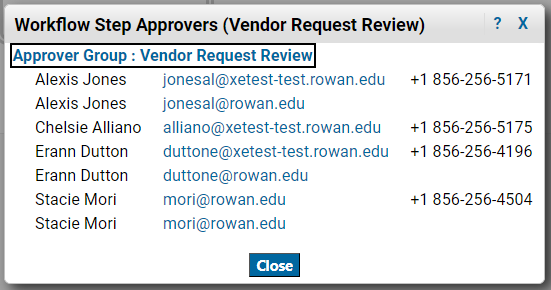 Workflow Step Approvers (Vendor Request Review) ? X
Approver Group : Vendor Request Review
Alexis Jones jonesal@xetest-test.rowan.edu +1 856-256-5171
Alexis Jones jonesal@rowan.edu
Chelsie Alliano alliano@xetest-test.rowan.edu +1 856-256-5175
Erann Dutton duttone@xetest-test.rowan.edu +1 856-256-4196
Erann Dutton duttone@rowan.edu
Stacie Mori mori@rowan.edu +1 856-256-4504
Stacie Mori mori@rowan.edu
Close